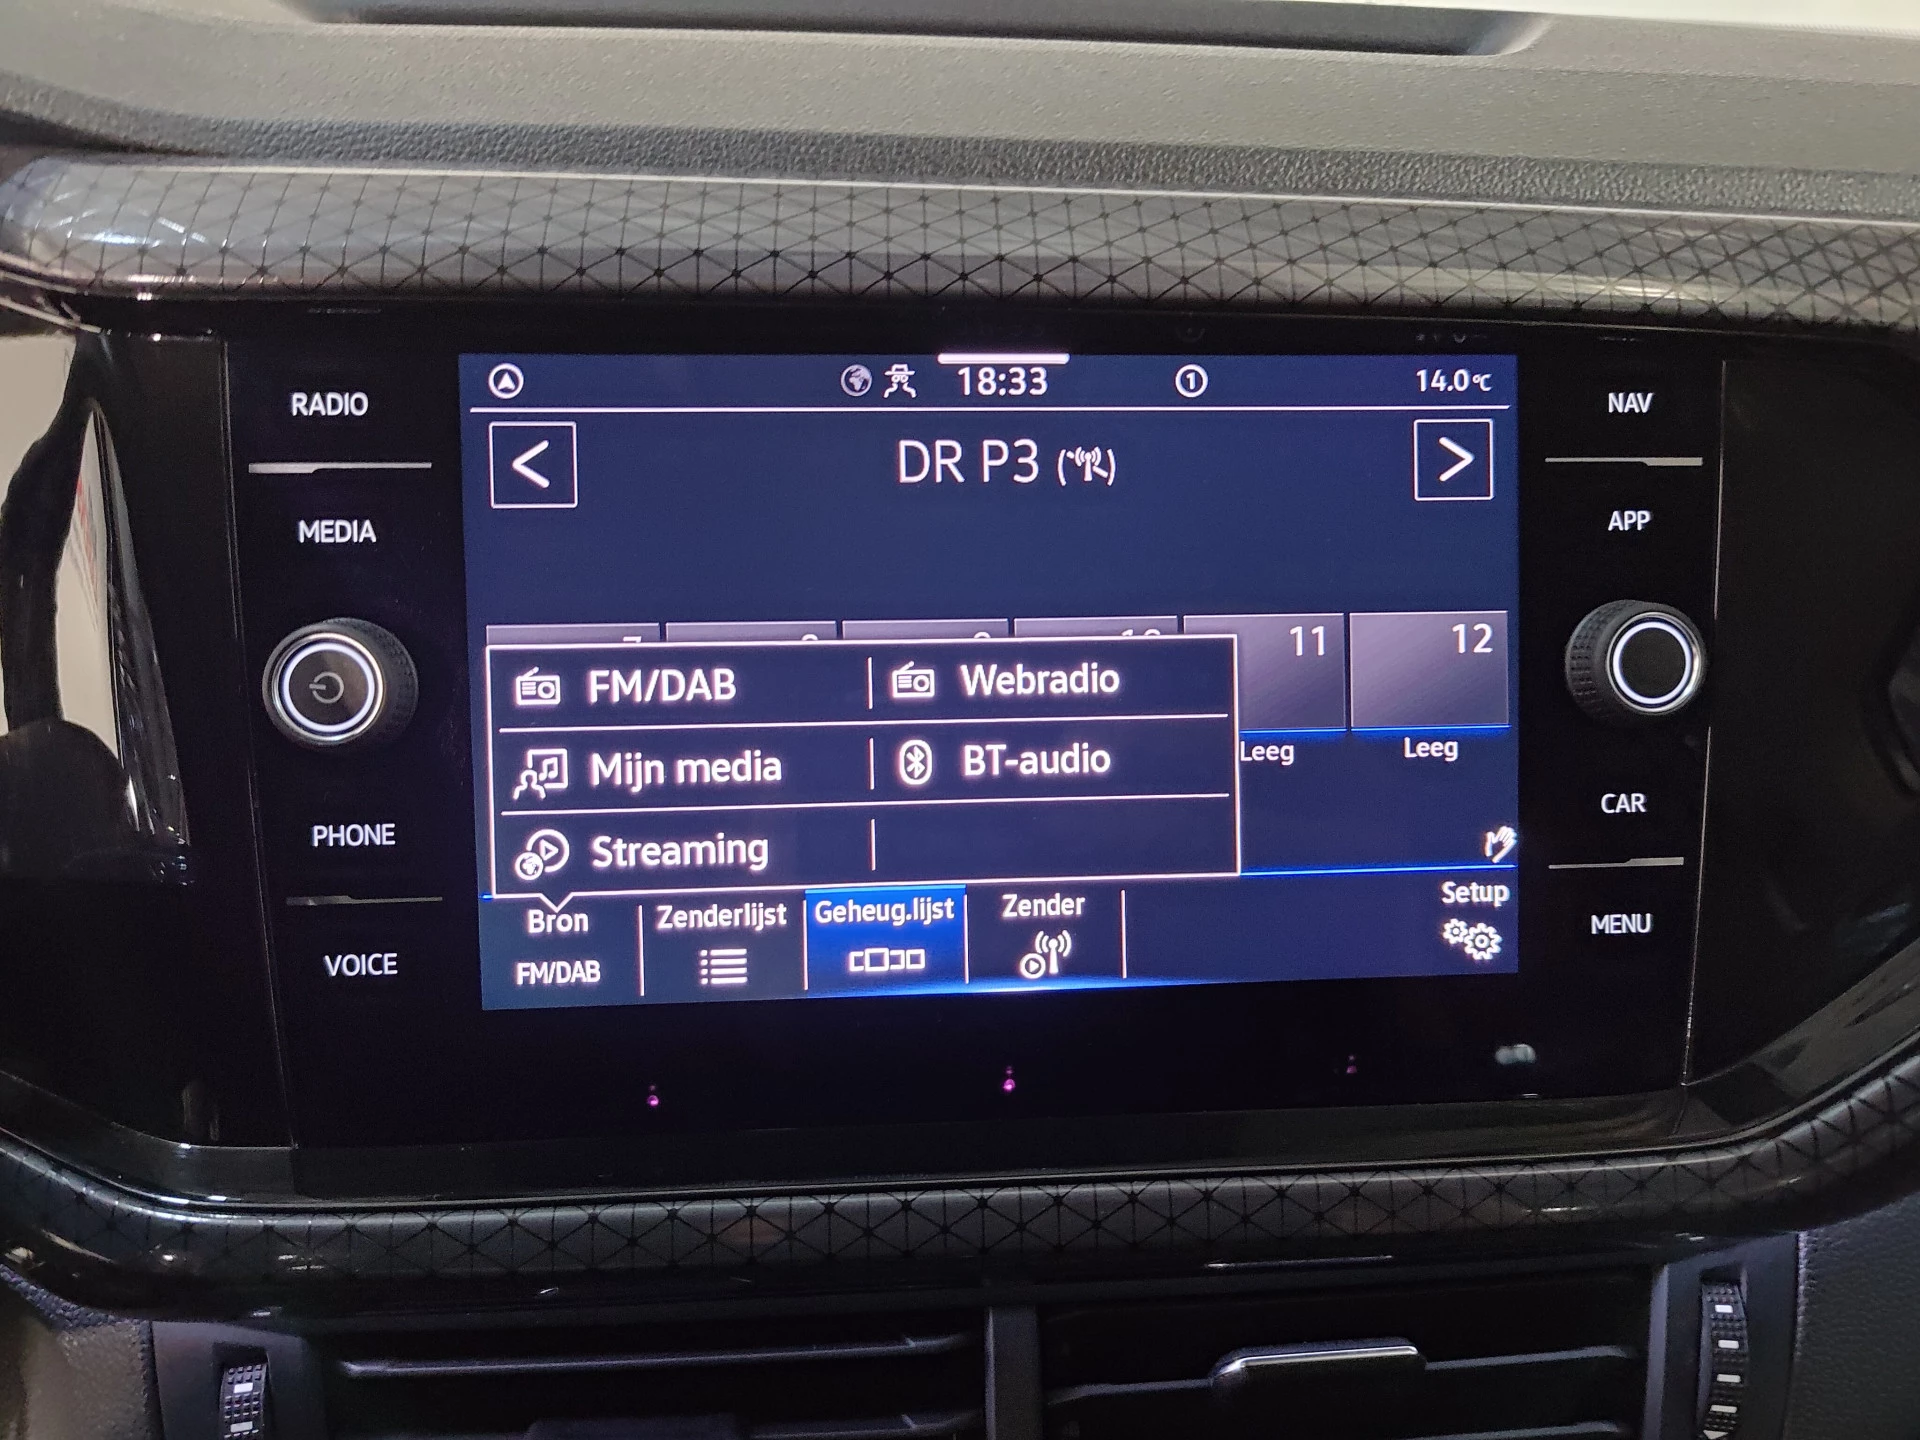 RADIO
MEDIA
PHONE
VOICE
1
18:33
14.0°C
<
DR P3
>
11
12
FM/DAB
Webradio
Mijn media
BT-audio
Streaming
Leeg
Leeg
Bron
FM/DAB
Zenderlijst
Geheug.lijst
Zender
Setup
NAV
APP
CAR
MENU